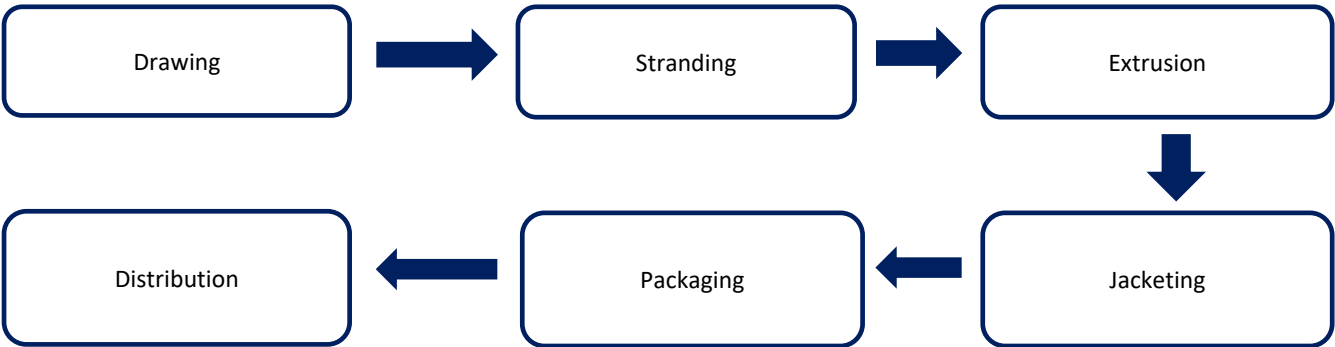 Drawing
Stranding
Extrusion
Jacketing
Packaging
Distribution